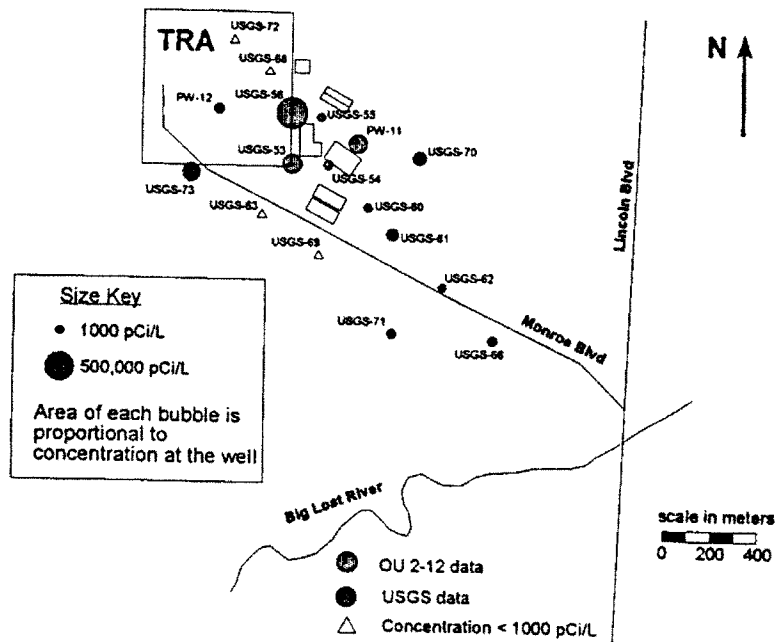 USGS-72
TRA
USGS-68
N
USGS-56
PW-12
USGS-55
PW-11
USGS-53
USGS-70
USGS-54
USGS-73
USGS-60
USGS-63
USGS-61
USGS-69
Lincoln Blvd
USGS-62
Size Key
1000 pCi/L
500,000 pCi/L
Area of each bubble is
proportional to
concentration at the well
USGS-71
USGS-66
Monroe Blvd
Big Lost River
scale in meters
0 200 400
OU 2-12 data
USGS data
Concentration < 1000 pCi/L